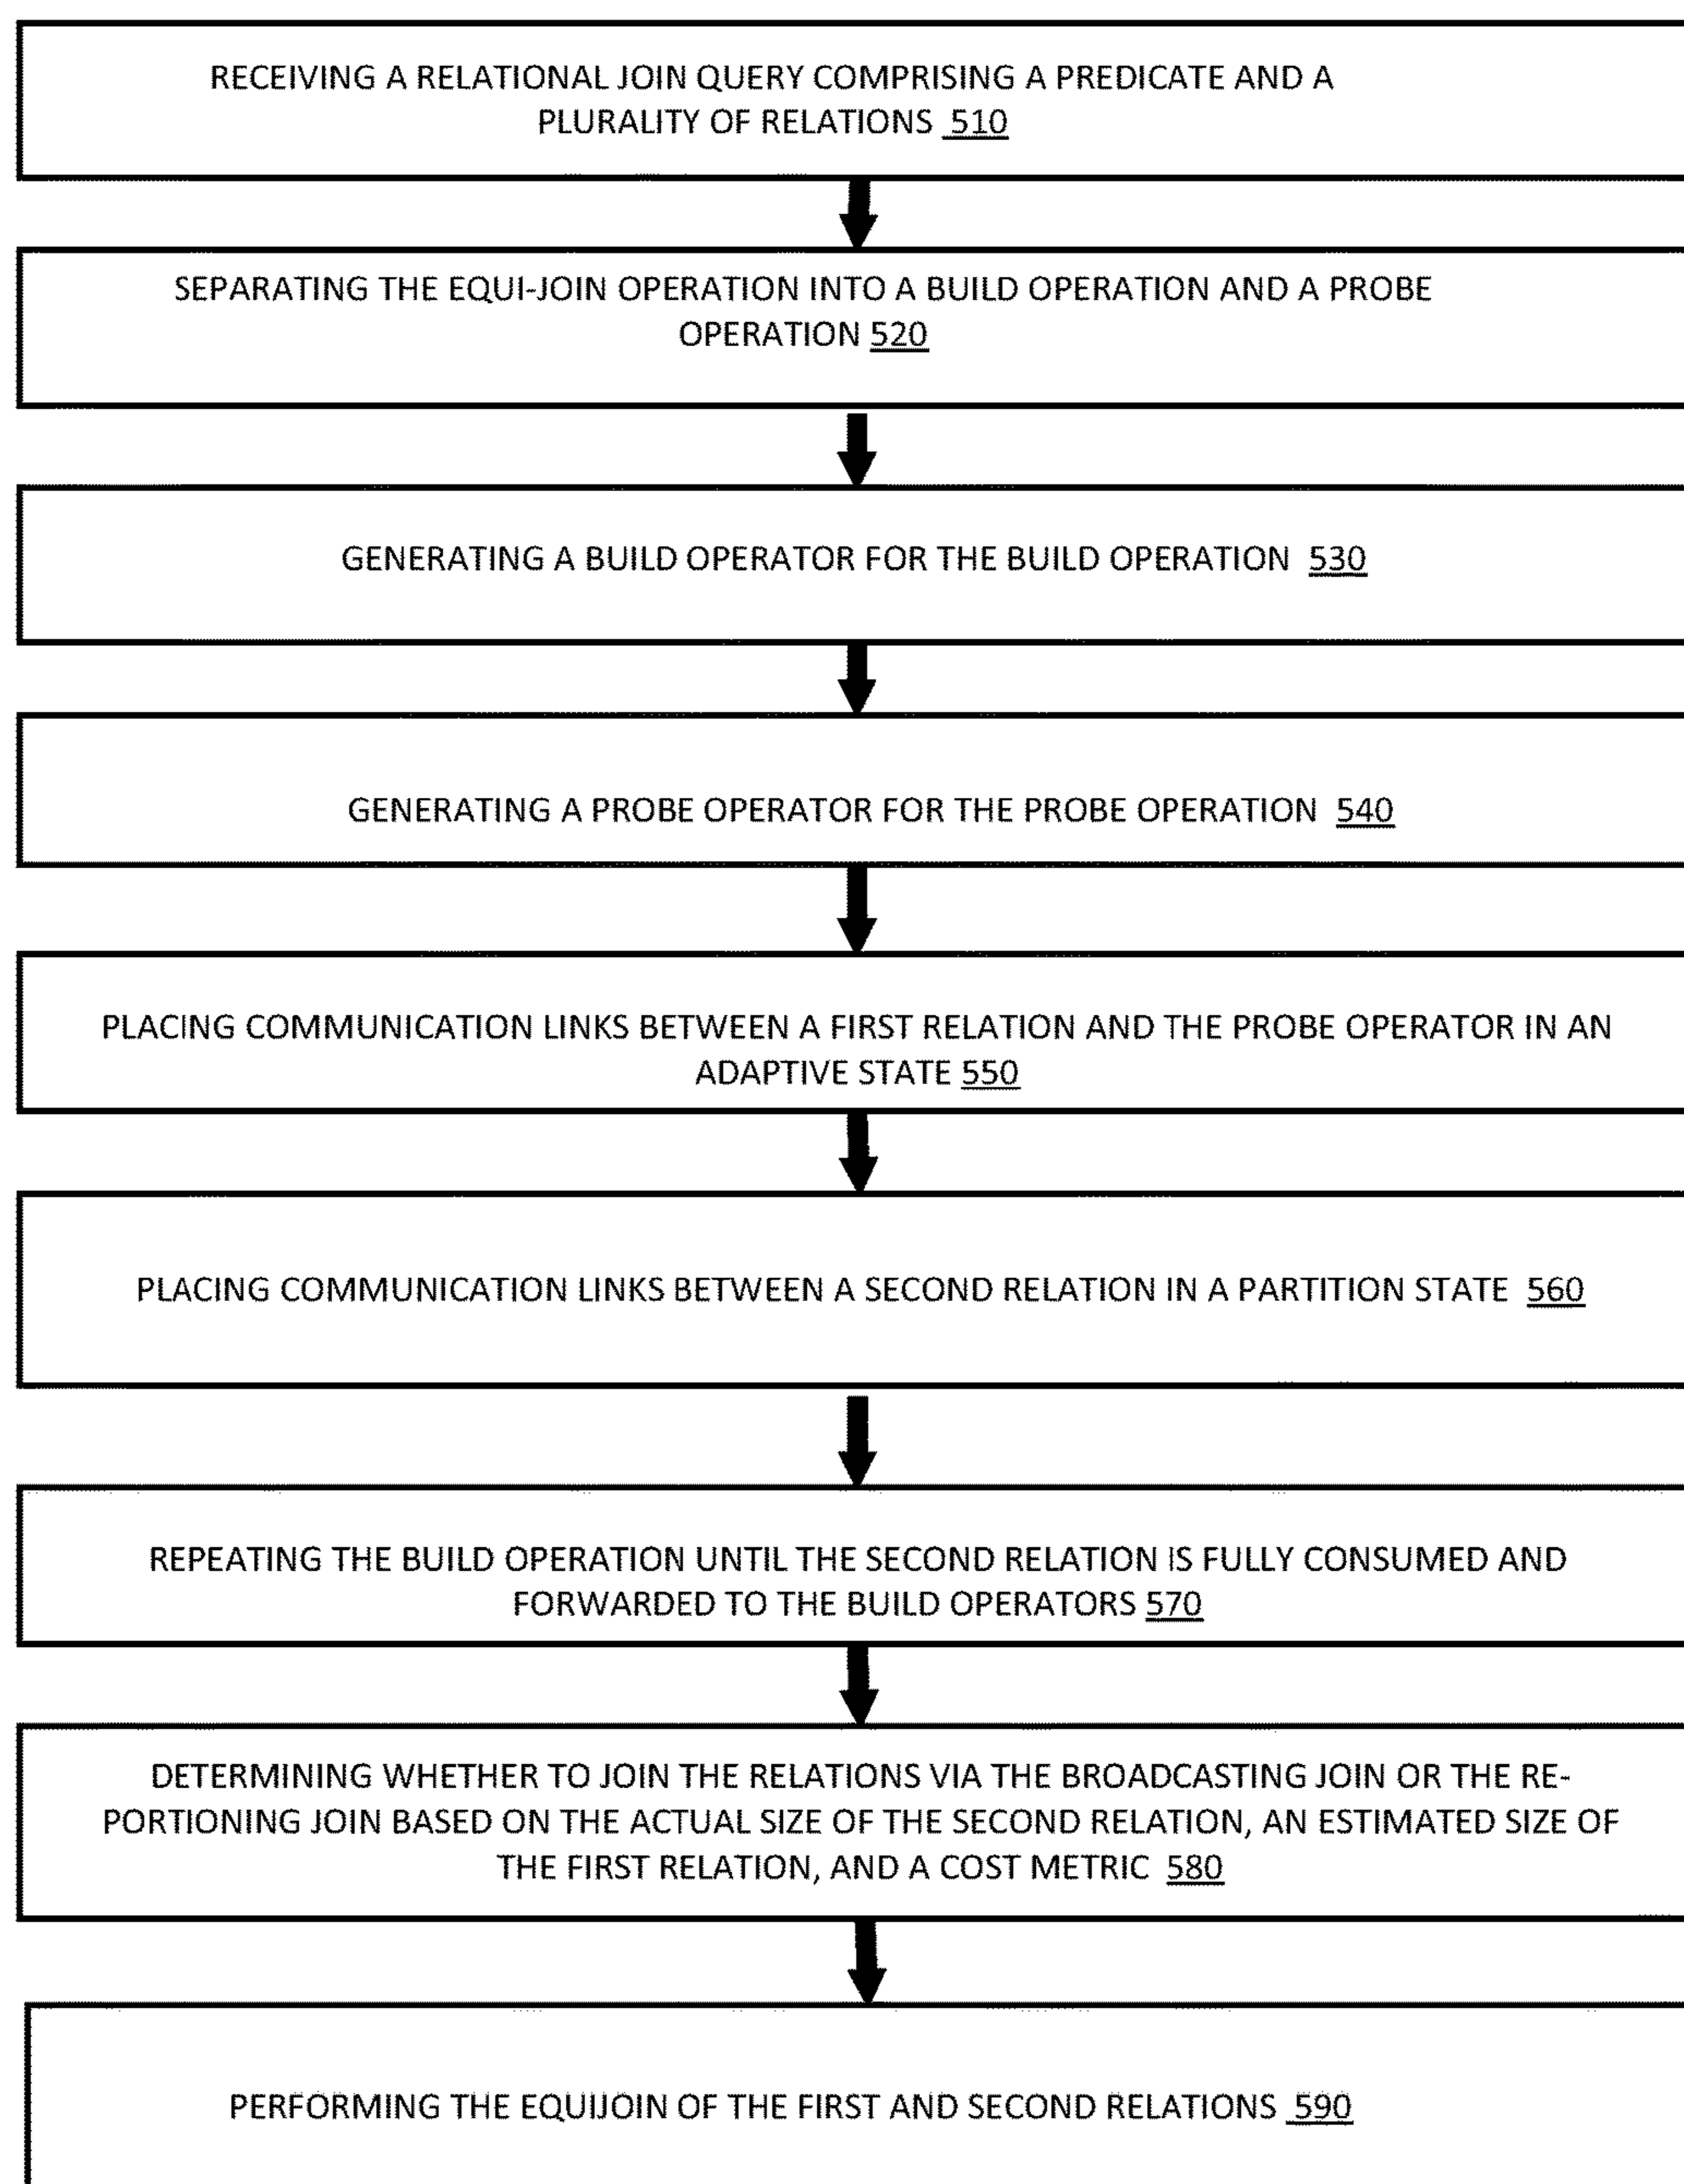 RECEIVING A RELATIONAL JOIN QUERY COMPRISING A PREDICATE AND A
PLURALITY OF RELATIONS 510
SEPARATING THE EQUI-JOIN OPERATION INTO A BUILD OPERATION AND A PROBE
OPERATION 520
GENERATING A BUILD OPERATOR FOR THE BUILD OPERATION 530
GENERATING A PROBE OPERATOR FOR THE PROBE OPERATION 540
PLACING COMMUNICATION LINKS BETWEEN A FIRST RELATION AND THE PROBE OPERATOR IN AN
ADAPTIVE STATE 550
PLACING COMMUNICATION LINKS BETWEEN A SECOND RELATION IN A PARTITION STATE 560
REPEATING THE BUILD OPERATION UNTIL THE SECOND RELATION IS FULLY CONSUMED AND
FORWARDED TO THE BUILD OPERATORS 570
DETERMINING WHETHER TO JOIN THE RELATIONS VIA THE BROADCASTING JOIN OR THE RE-
PORTIONING JOIN BASED ON THE ACTUAL SIZE OF THE SECOND RELATION, AN ESTIMATED SIZE OF
THE FIRST RELATION, AND A COST METRIC 580
PERFORMING THE EQUIJOIN OF THE FIRST AND SECOND RELATIONS 590